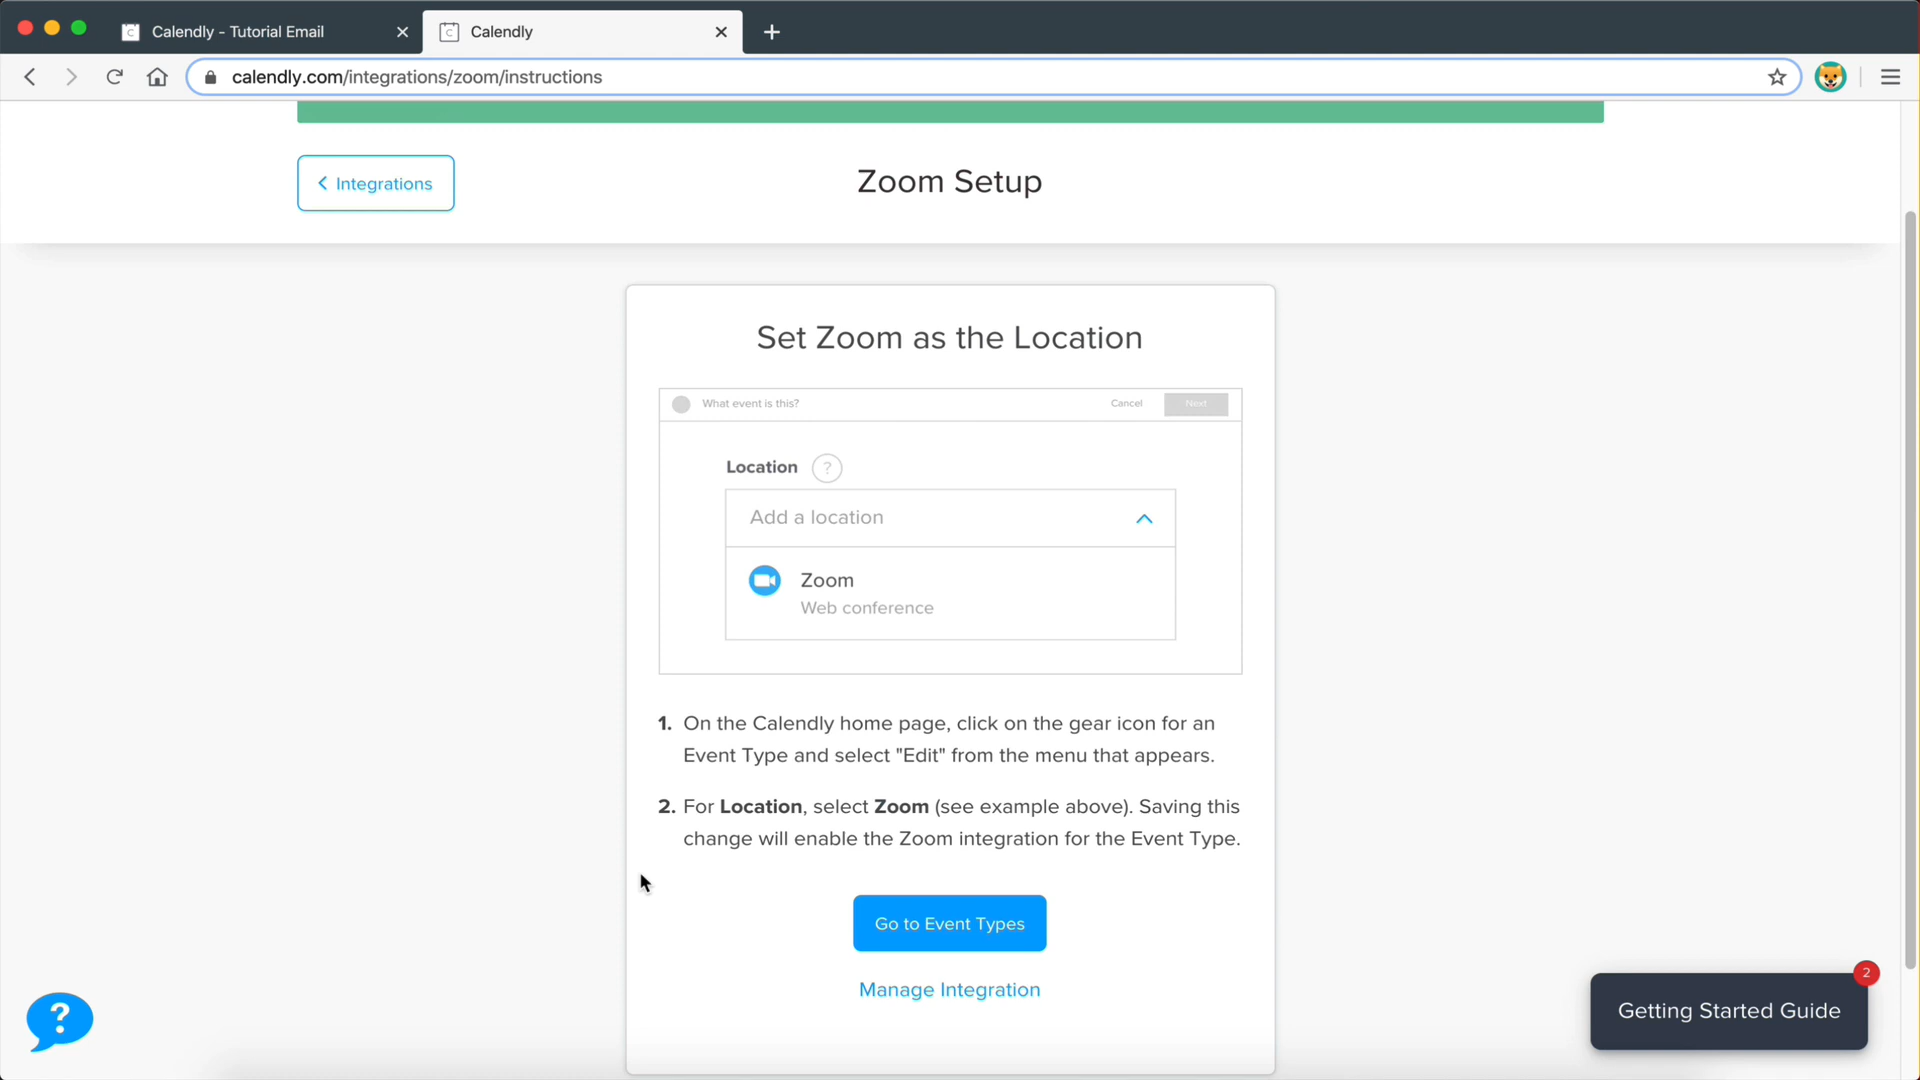 Calendly - Tutorial Email
Calendly
calendly.com/integrations/zoom/instructions
Integrations
Zoom Setup
Set Zoom as the Location
What event is this?
Cancel
Next
Location ?
Add a location
Zoom
Web conference
1. On the Calendly home page, click on the gear icon for an
Event Type and select "Edit" from the menu that appears.
2. For Location, select Zoom (see example above). Saving this
change will enable the Zoom integration for the Event Type.
Go to Event Types
Manage Integration
?
2
Getting Started Guide